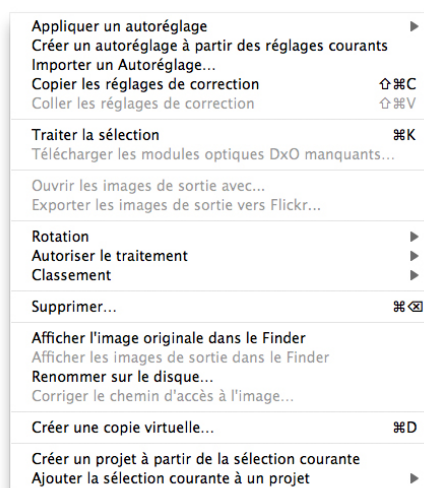 Appliquer un autoréglage ▶
Créer un autoréglage à partir des réglages courants
Importer un Autoréglage...
Copier les réglages de correction ⇧⌘C
Coller les réglages de correction ⇧⌘V
Traiter la sélection ⌘K
Télécharger les modules optiques DxO manquants...
Ouvrir les images de sortie avec...
Exporter les images de sortie vers Flickr...
Rotation ▶
Autoriser le traitement ▶
Classement ▶
Supprimer... ⌘⌫
Afficher l'image originale dans le Finder
Afficher les images de sortie dans le Finder
Renommer sur le disque...
Corriger le chemin d'accès à l'image...
Créer une copie virtuelle... ⌘D
Créer un projet à partir de la sélection courante
Ajouter la sélection courante à un projet ▶